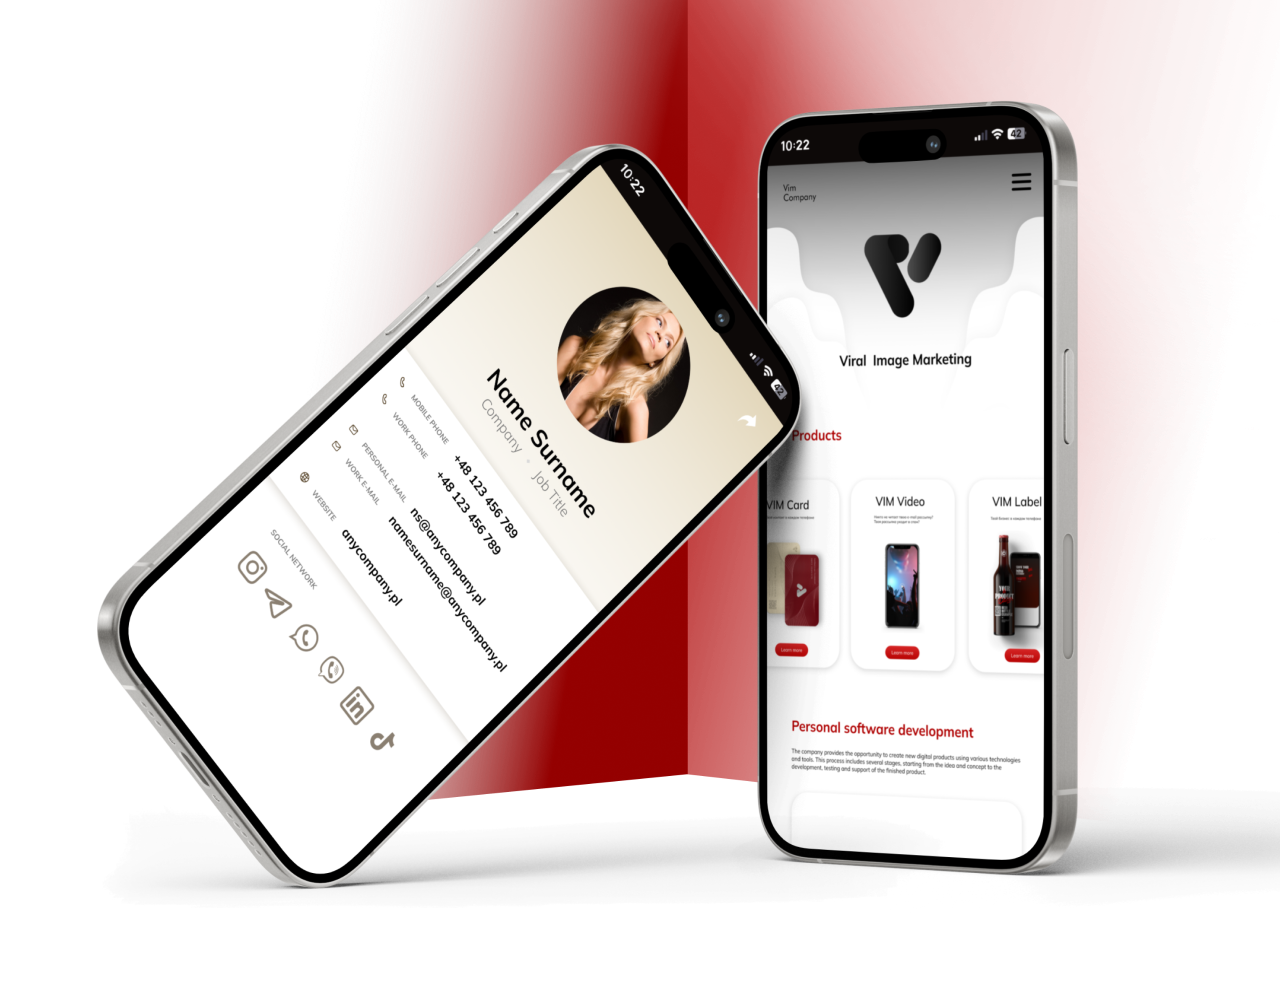 10:22
Name Surname
Company • Job Title
MOBILE PHONE +48 123 456 789
WORK PHONE +48 123 456 789
PERSONAL E-MAIL ns@anycompany.pl
WORK E-MAIL namesurname@anycompany.pl
WEBSITE anycompany.pl
SOCIAL NETWORK
in
42
10:22
42
Vim
Company
Viral Image Marketing
Products
VIM Card
VIM Video
VIM Label
Learn more
Learn more
Learn more
YOUR
PRODUCT
Personal software development
The company provides the opportunity to create new digital products using various technologies
and tools. This process includes several stages, starting from the idea and concept to the
development, testing and support of the finished product.